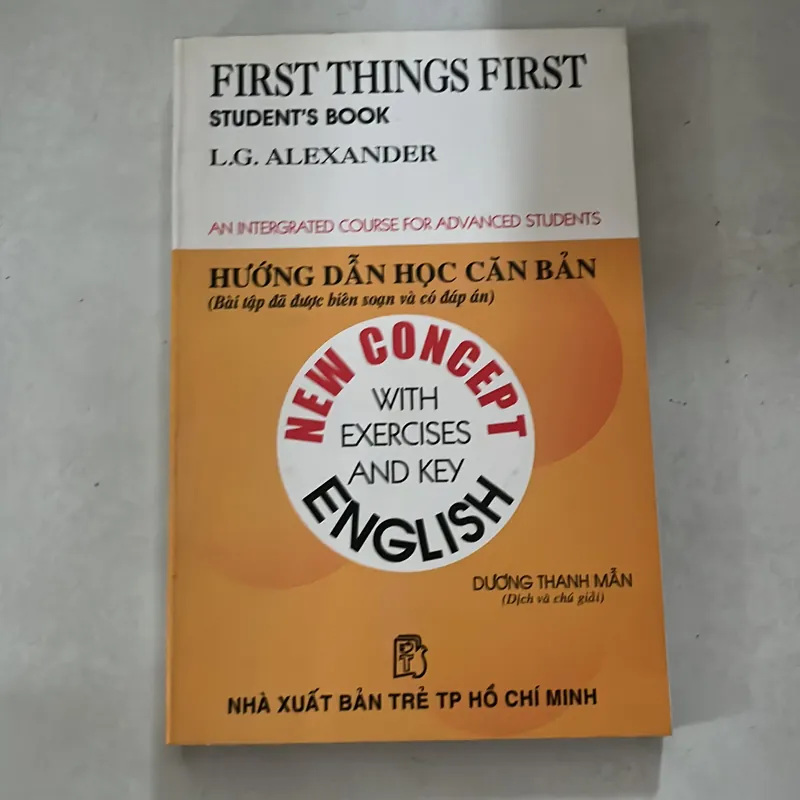 FIRST THINGS FIRST
STUDENT'S BOOK
L.G. ALEXANDER
AN INTERGRATED COURSE FOR ADVANCED STUDENTS
HƯỚNG DẪN HỌC CĂN BẢN
(Bài tập đã được biên soạn và có đáp án)
NEW CONCEPT
WITH
EXERCISES
AND KEY
ENGLISH
DƯƠNG THANH MẪN
(Dịch và chú giải)
NHÀ XUẤT BẢN TRẺ TP HỒ CHÍ MINH